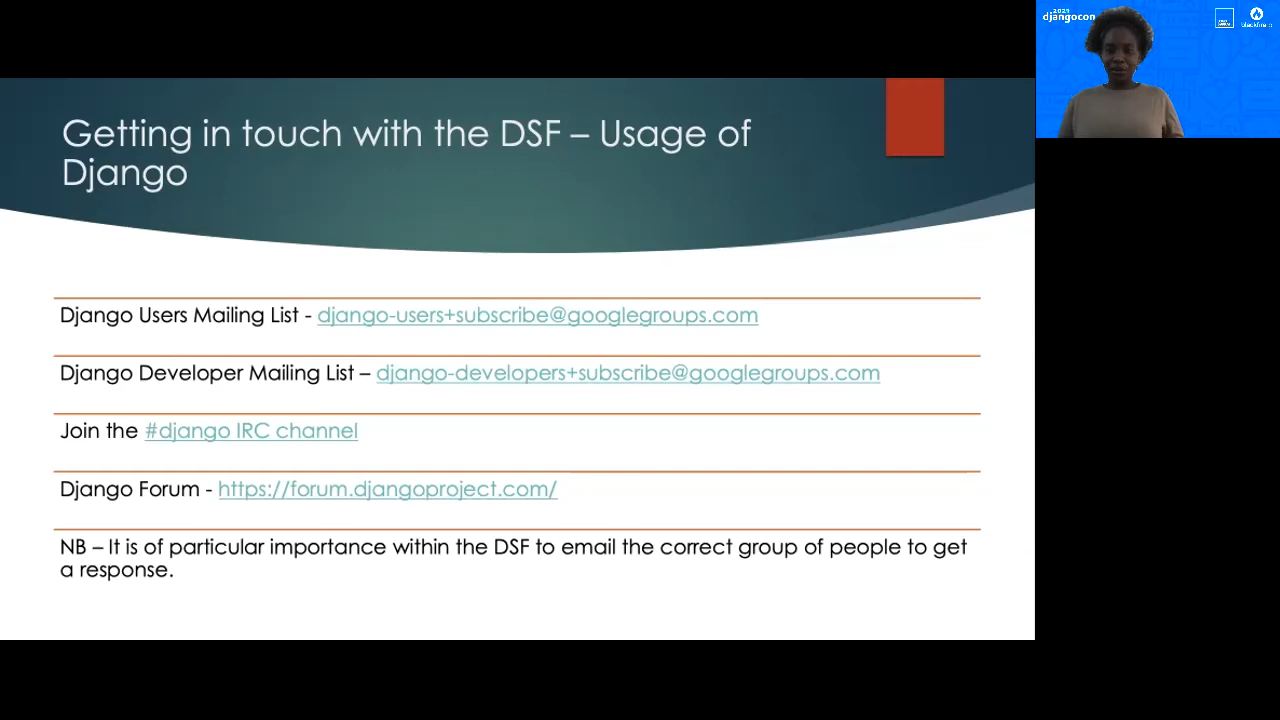 Getting in touch with the DSF – Usage of
Django
Django Users Mailing List - django-users+subscribe@googlegroups.com
Django Developer Mailing List – django-developers+subscribe@googlegroups.com
Join the #django IRC channel
Django Forum - https://forum.djangoproject.com/
NB – It is of particular importance within the DSF to email the correct group of people to get
a response.
2021
djangocon